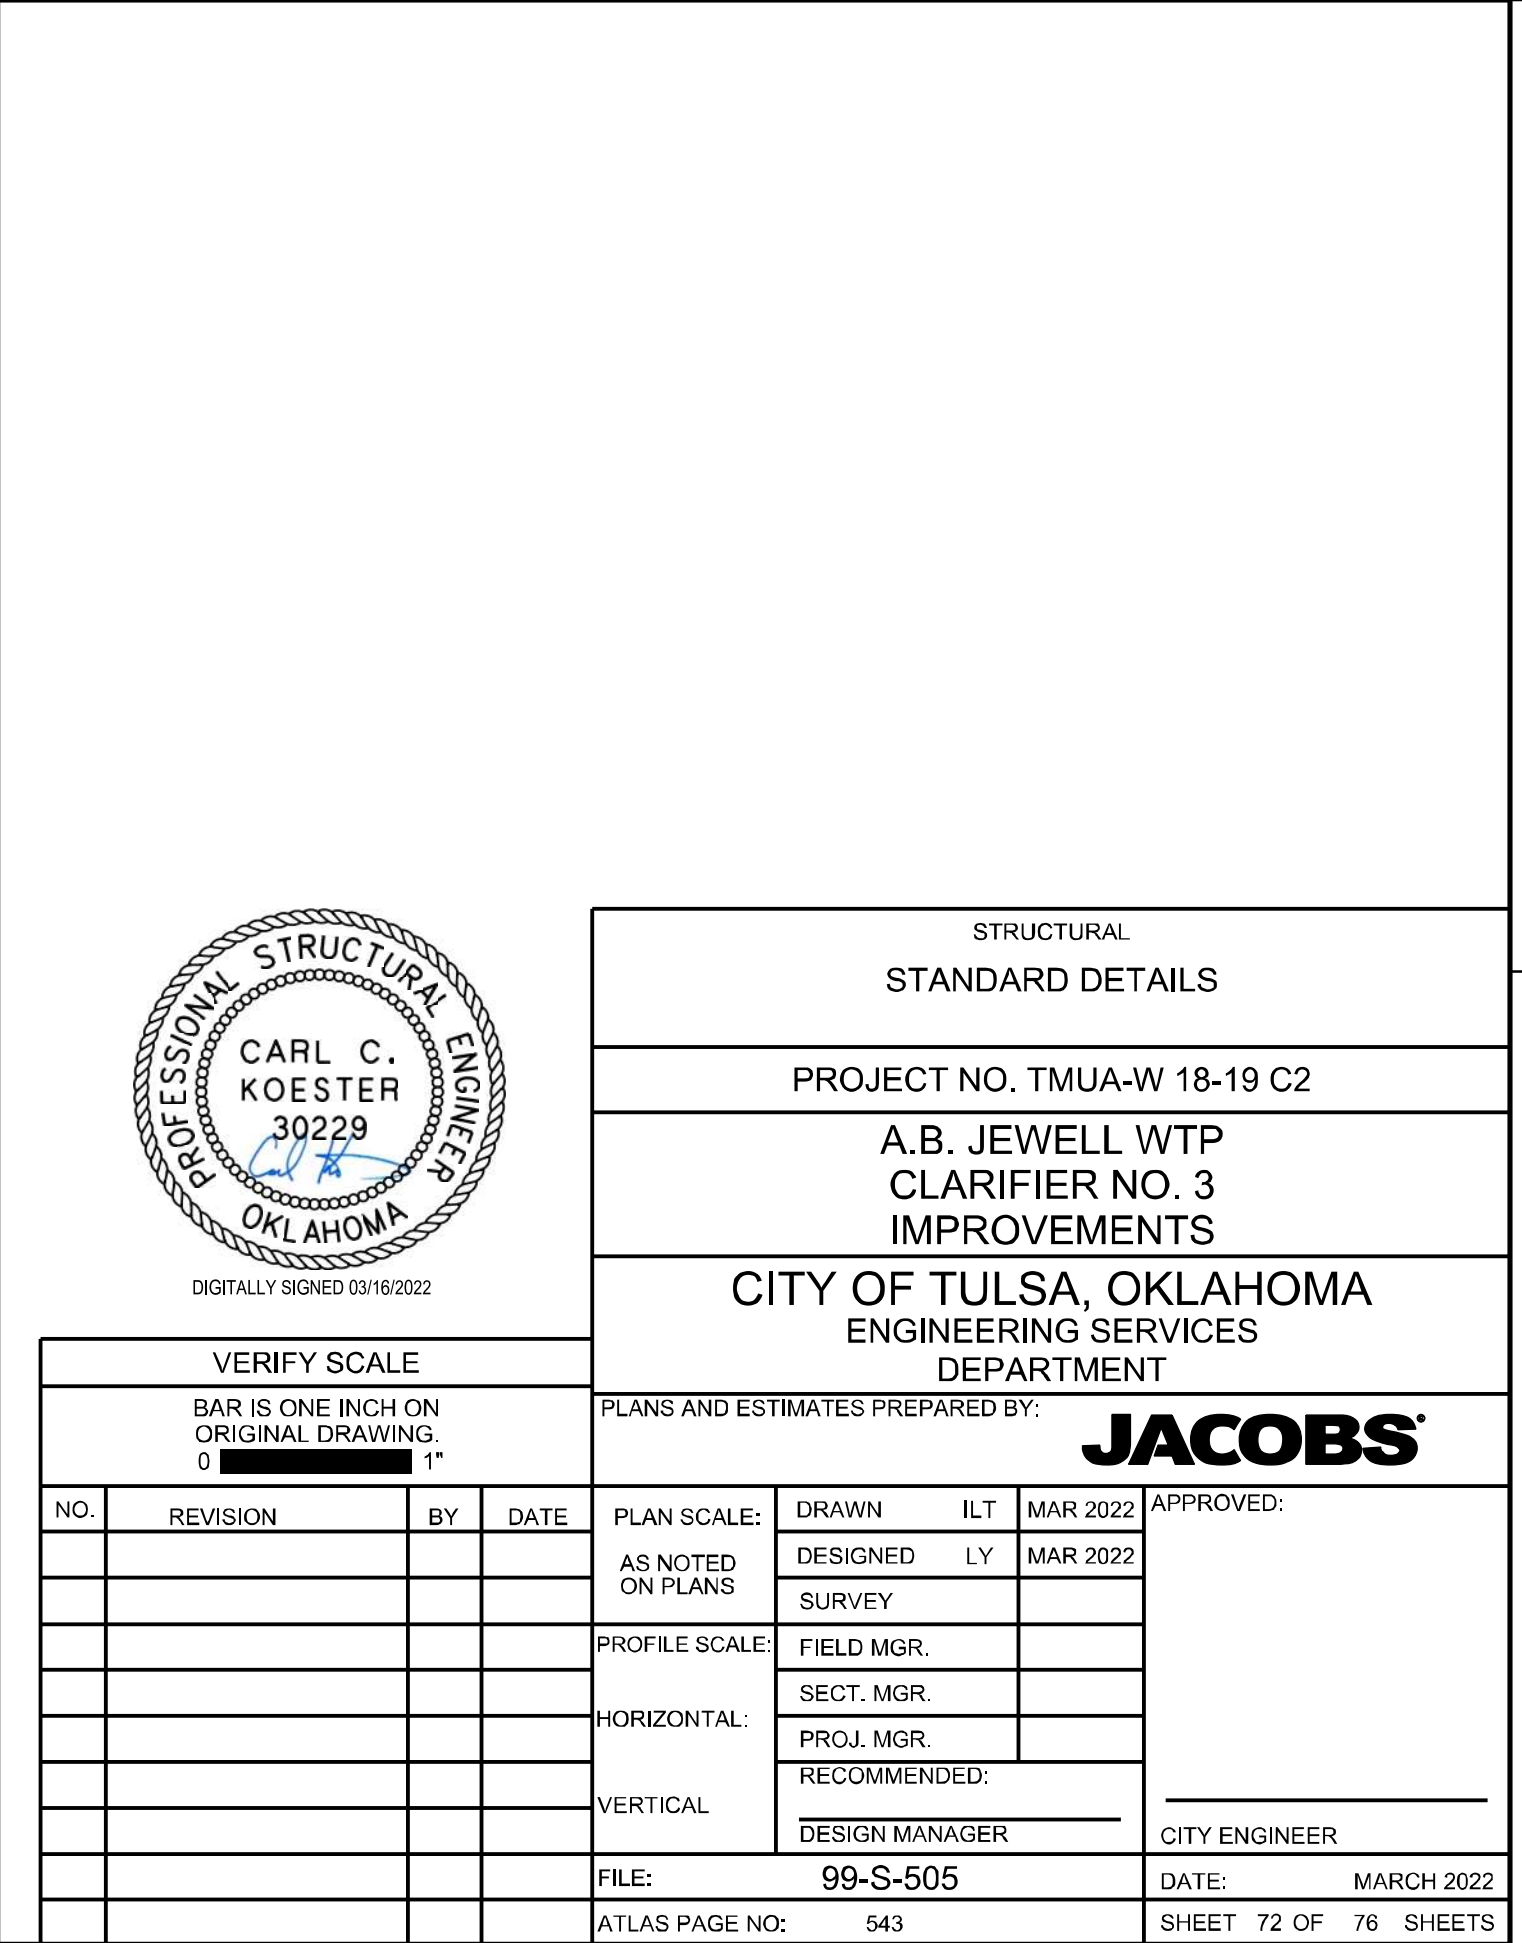 PROFESSIONAL STRUCTURAL ENGINEER
CARL C.
KOESTER
30229
OKLAHOMA
DIGITALLY SIGNED 03/16/2022
STRUCTURAL
STANDARD DETAILS
PROJECT NO. TMUA-W 18-19 C2
A.B. JEWELL WTP
CLARIFIER NO. 3
IMPROVEMENTS
CITY OF TULSA, OKLAHOMA
ENGINEERING SERVICES
DEPARTMENT
VERIFY SCALE
BAR IS ONE INCH ON
ORIGINAL DRAWING.
0 1"
PLANS AND ESTIMATES PREPARED BY:
JACOBS®
NO. REVISION BY DATE
PLAN SCALE:
AS NOTED
ON PLANS
PROFILE SCALE:
HORIZONTAL:
VERTICAL
DRAWN ILT MAR 2022
DESIGNED LY MAR 2022
SURVEY
FIELD MGR.
SECT. MGR.
PROJ. MGR.
RECOMMENDED:
DESIGN MANAGER
APPROVED:
CITY ENGINEER
FILE: 99-S-505
DATE: MARCH 2022
ATLAS PAGE NO: 543
SHEET 72 OF 76 SHEETS